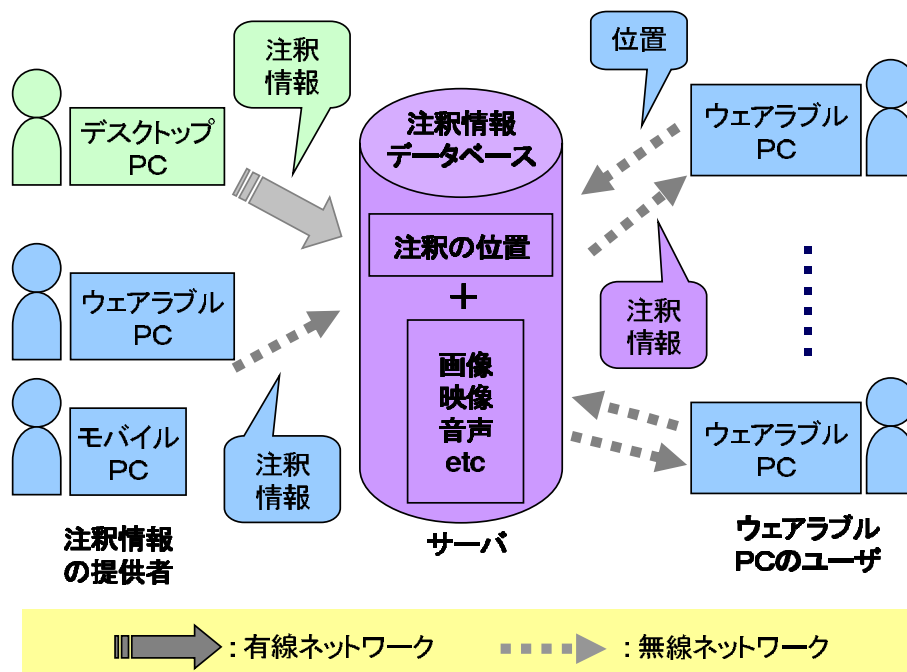 注釈
情報
デスクトップ
PC
ウェアラブル
PC
モバイル
PC
注釈
情報
注釈情報
の提供者
注釈情報
データベース
注釈の位置
+
画像
映像
音声
etc
サーバ
位置
ウェアラブル
PC
注釈
情報
ウェアラブル
PC
ウェアラブル
PCのユーザ
: 有線ネットワーク
: 無線ネットワーク